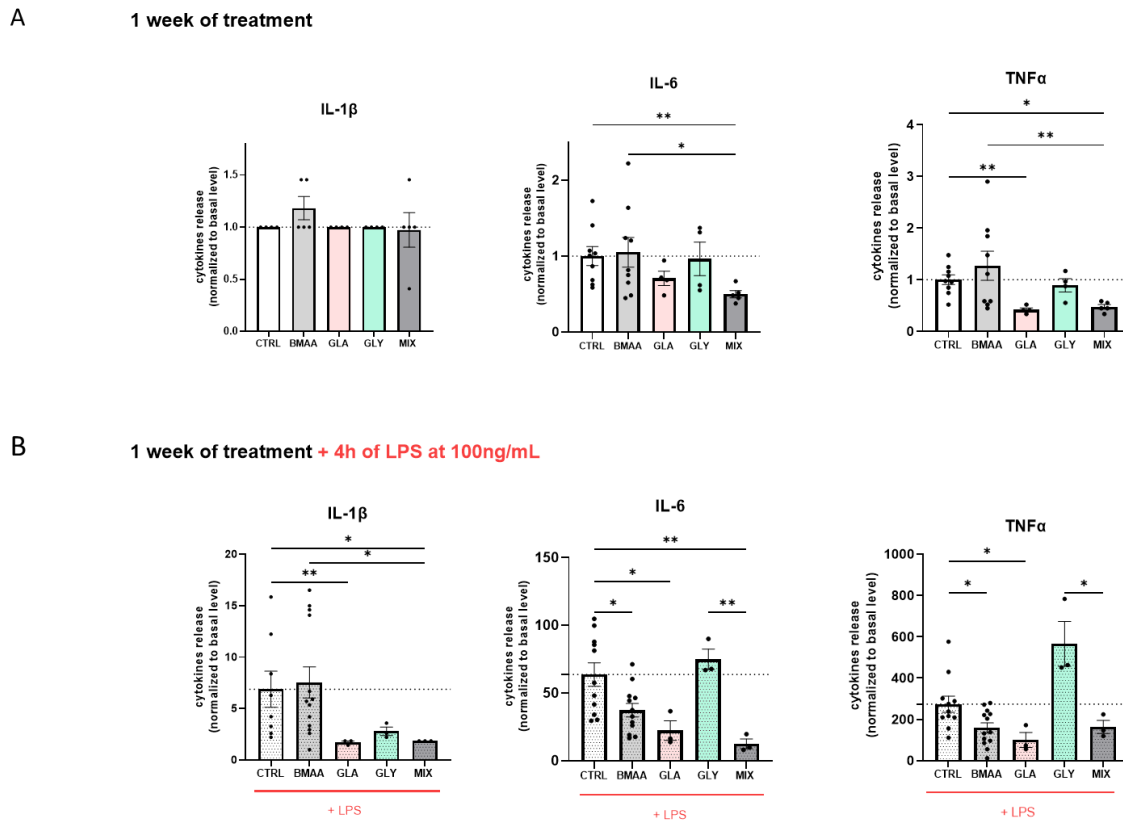 A
1 week of treatment
IL-1β
cytokines release
(normalized to basal level)
1.5
1.0
0.5
0.0
CTRL BMAA GLA GLY MIX
IL-6
**
*
cytokines release
(normalized to basal level)
2
1
0
CTRL BMAA GLA GLY MIX
TNFα
*
**
**
cytokines release
(normalized to basal level)
4
3
2
1
0
CTRL BMAA GLA GLY MIX
B
1 week of treatment + 4h of LPS at 100ng/mL
IL-1β
*
*
**
cytokines release
(normalized to basal level)
20
15
10
5
0
CTRL BMAA GLA GLY MIX
+ LPS
IL-6
**
*
* **
cytokines release
(normalized to basal level)
150
100
50
0
CTRL BMAA GLA GLY MIX
+ LPS
TNFα
*
* *
cytokines release
(normalized to basal level)
1000
800
600
400
200
0
CTRL BMAA GLA GLY MIX
+ LPS